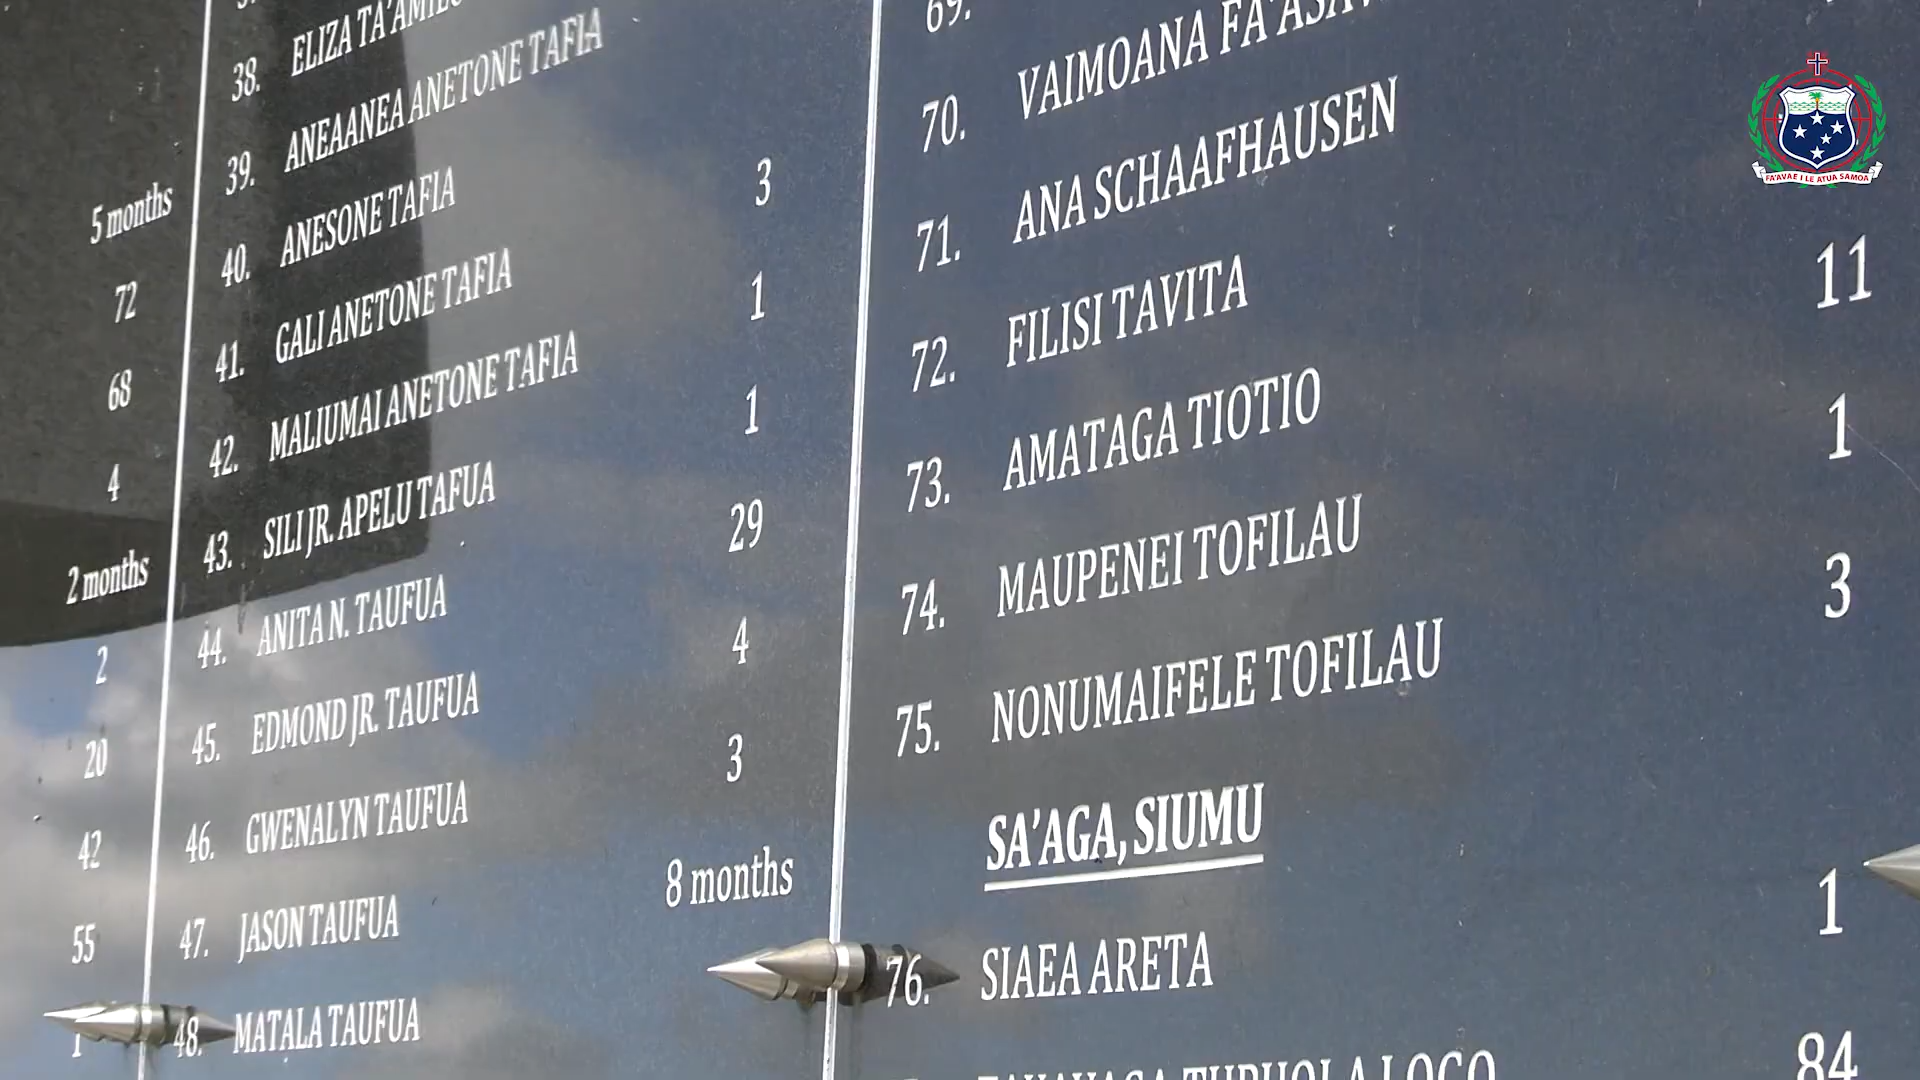 5 months
72
68
4
2 months
2
20
42
55
1
38. ELIZA
39. ANEAANEA ANETONE TAFIA
40. ANESONE TAFIA
41. GALI ANETONE TAFIA 3
42. MALIUMAI ANETONE TAFIA 1
43. SILI JR. APELU TAFUA 1
44. ANITA N. TAUFUA 29
45. EDMOND JR. TAUFUA 4
46. GWENALYN TAUFUA 3
47. JASON TAUFUA 8 months
48. MATALA TAUFUA
69.
70. VAIMOANA
71. ANA SCHAAFHAUSEN
72. FILISI TAVITA
73. AMATAGA TIOTIO 11
74. MAUPENEI TOFILAU 1
75. NONUMAIFELE TOFILAU 3
SA'AGA, SIUMU
76. SIAEA ARETA 1
84
FA'AVAE I LE ATUA SAMOA